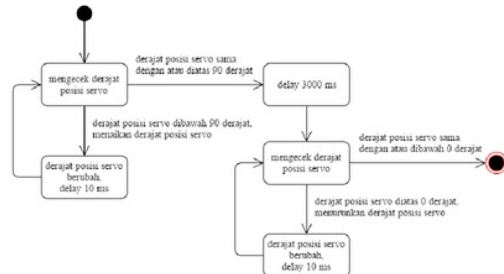 derajat posisi servo sama
dengan atau diatas 90 derajat
mengecek derajat
posisi servo
delay 3000 ms
derajat posisi servo dibawah 90 derajat,
menaikan derajat posisi servo
derajat posisi servo
berubah,
delay 10 ms
derajat posisi servo sama
dengan atau dibawah 0 derajat
mengecek derajat
posisi servo
derajat posisi servo diatas 0 derajat,
menurunkan derajat posisi servo
derajat posisi servo
berubah,
delay 10 ms